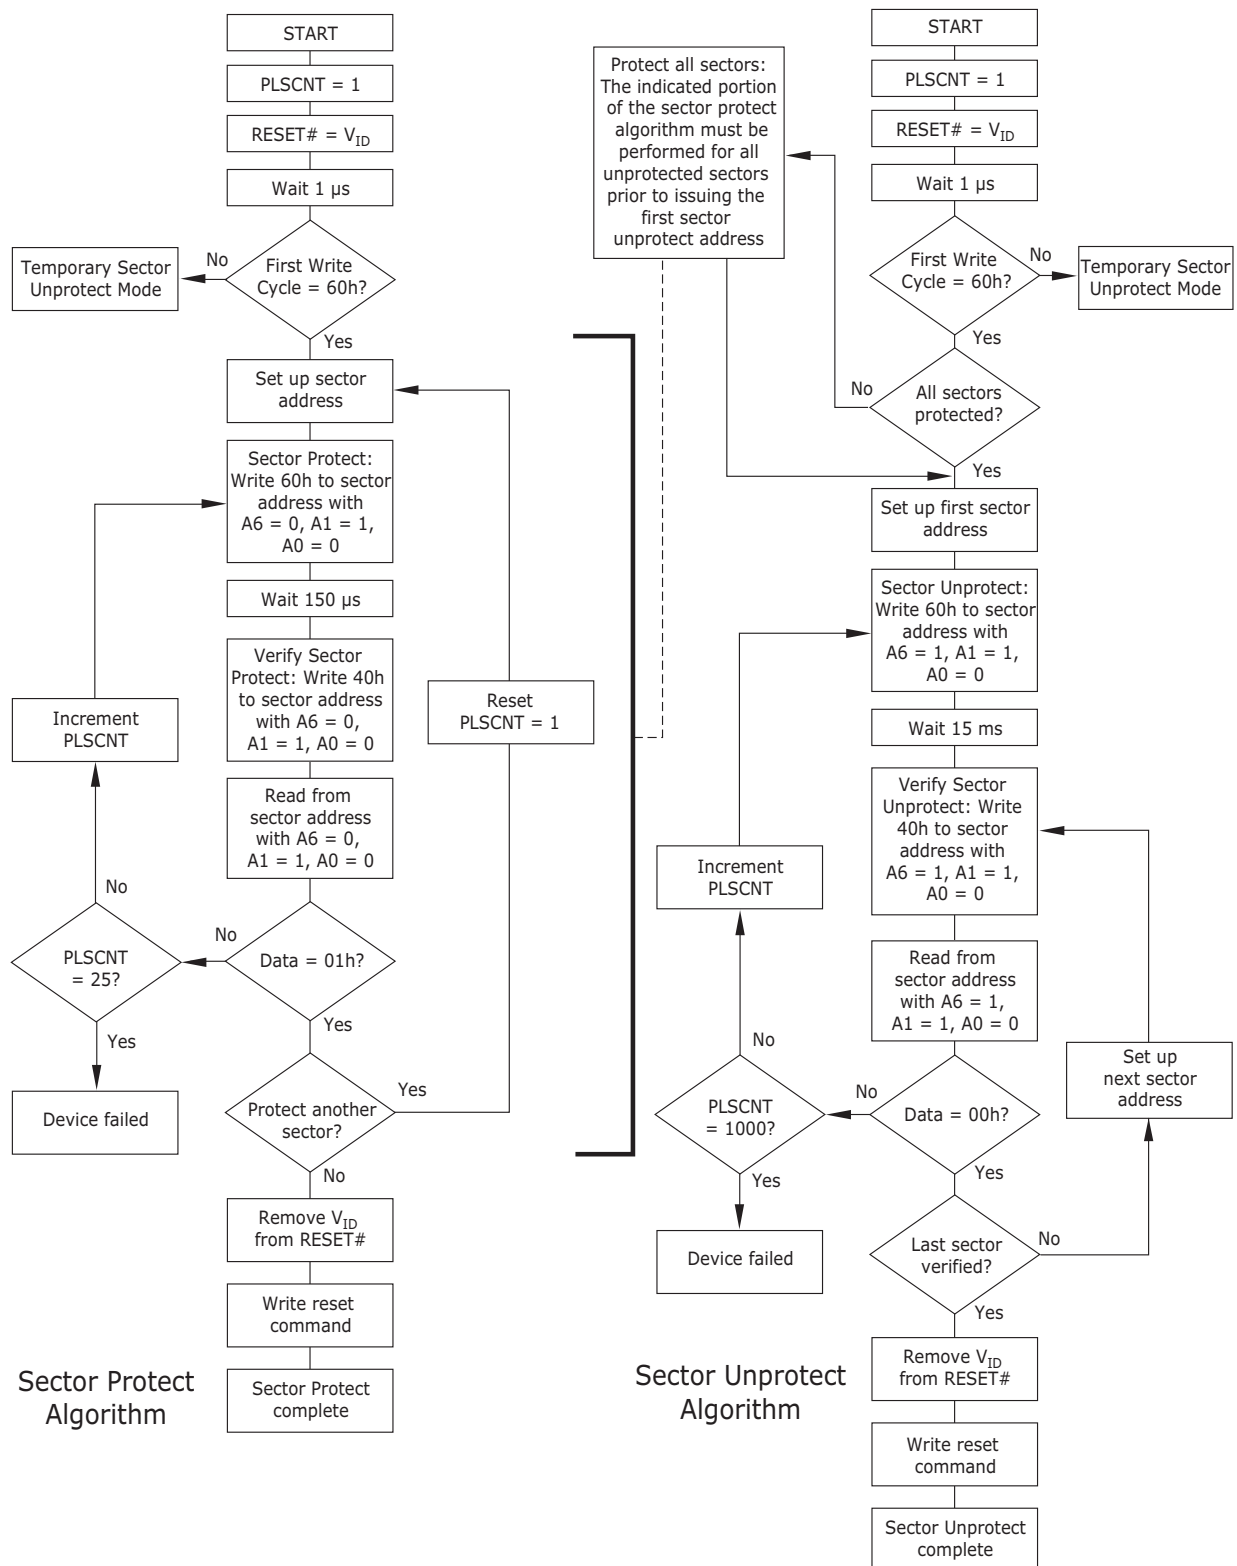 START
PLSCNT = 1
RESET# = VID
Wait 1 μs
No
First Write
Cycle = 60h?
Temporary Sector
Unprotect Mode
Yes
Set up sector
address
Sector Protect:
Write 60h to sector
address with
A6 = 0, A1 = 1,
A0 = 0
Wait 150 μs
Verify Sector
Protect: Write 40h
to sector address
with A6 = 0,
A1 = 1, A0 = 0
Increment
PLSCNT
Reset
PLSCNT = 1
Read from
sector address
with A6 = 0,
A1 = 1, A0 = 0
No
No
PLSCNT
= 25?
Data = 01h?
Yes
Yes
Device failed
Protect another
sector?
Yes
No
Remove VID
from RESET#
Write reset
command
Sector Protect
complete
Sector Protect
Algorithm
Protect all sectors:
The indicated portion
of the sector protect
algorithm must be
performed for all
unprotected sectors
prior to issuing the
first sector
unprotect address
START
PLSCNT = 1
RESET# = VID
Wait 1 μs
First Write
Cycle = 60h?
No
Temporary Sector
Unprotect Mode
Yes
No
All sectors
protected?
Yes
Set up first sector
address
Sector Unprotect:
Write 60h to sector
address with
A6 = 1, A1 = 1,
A0 = 0
Wait 15 ms
Verify Sector
Unprotect: Write
40h to sector
address with
A6 = 1, A1 = 1,
A0 = 0
Increment
PLSCNT
Read from
sector address
with A6 = 1,
A1 = 1, A0 = 0
No
No
PLSCNT
= 1000?
Data = 00h?
Set up
next sector
address
Yes
Yes
Device failed
Last sector
verified?
No
Yes
Remove VID
from RESET#
Write reset
command
Sector Unprotect
complete
Sector Unprotect
Algorithm